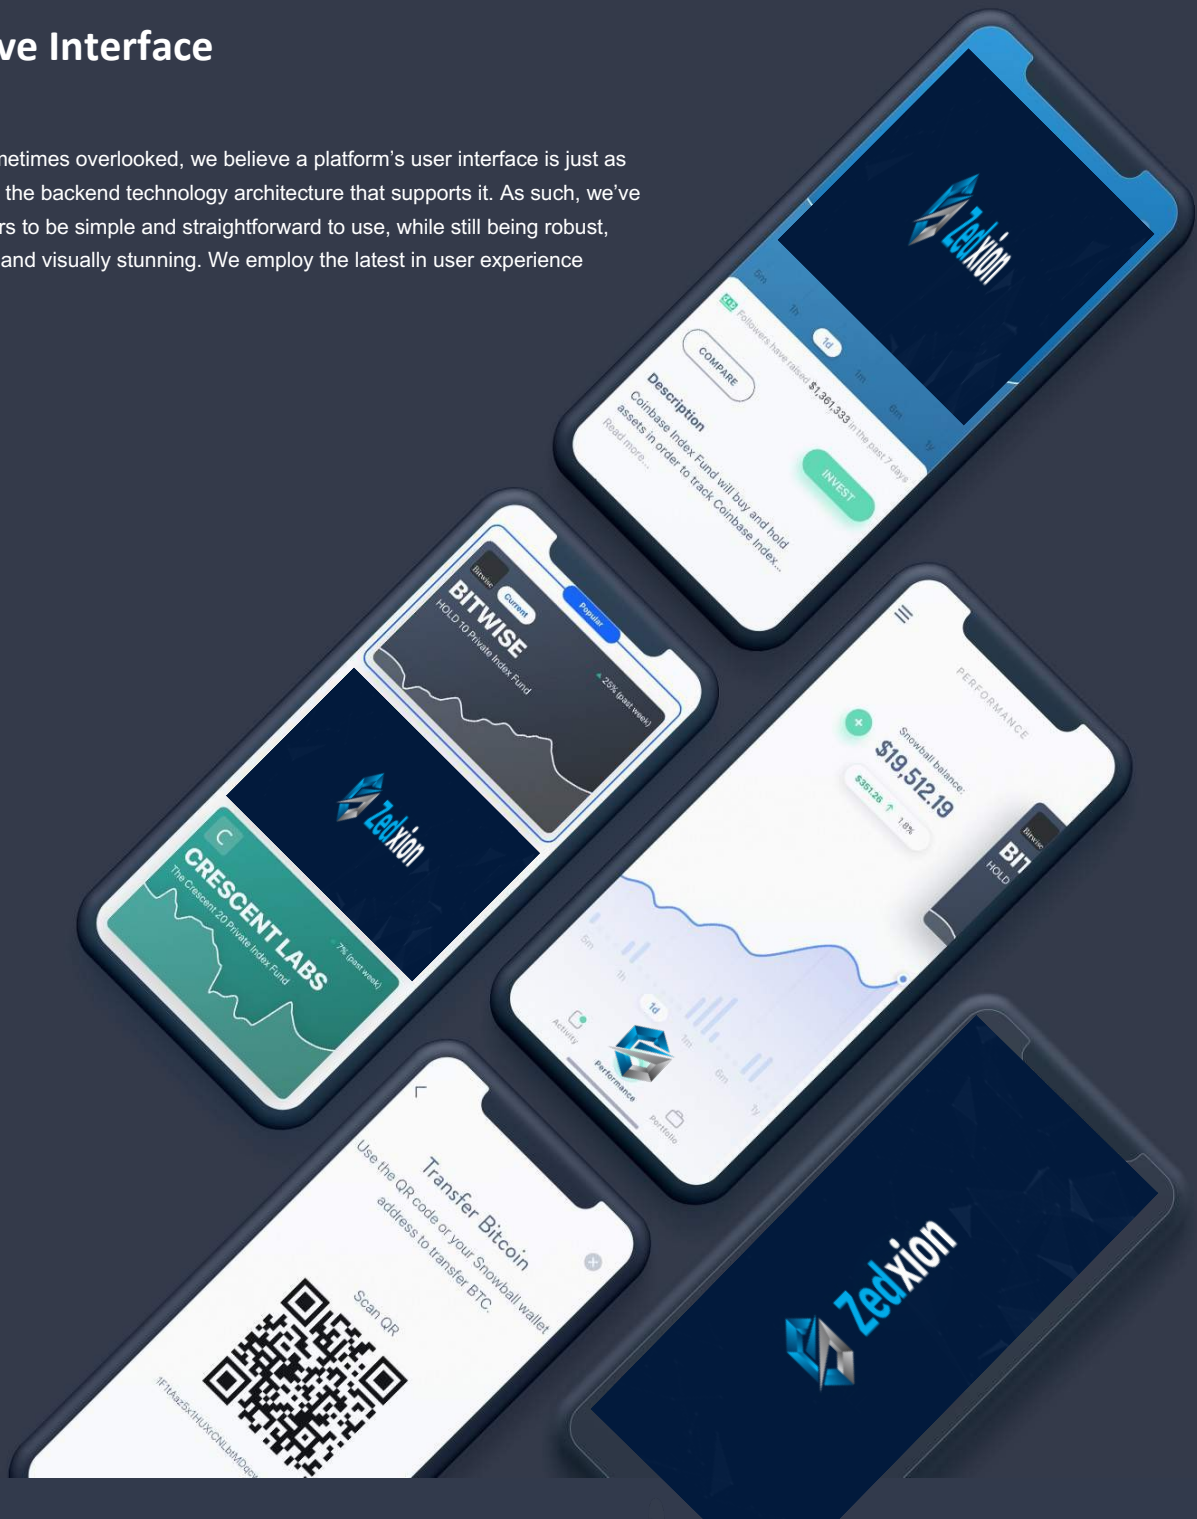 ve Interface
metimes overlooked, we believe a platform's user interface is just as
the backend technology architecture that supports it. As such, we've
rs to be simple and straightforward to use, while still being robust,
and visually stunning. We employ the latest in user experience
Zedxion
5m
1h
1d
1m
6m
1y
Followers have raised $1,361,333 in the past 7 days
COMPARE
INVEST
Description
Coinbase Index Fund will buy and hold
assets in order to track Coinbase Index...
Read more...
Popular
Bitwise
Current
BITWISE
HOLD 10 Private Index Fund
25% (past week)
Zedxion
CRESCENT LABS
The Crescent 20 Private Index Fund
7% (past week)
PERFORMANCE
Snowball balance:
$19,512.19
$351.26
1.8%
Bitwise
BIT
HOLD
5m
1h
1d
1m
6m
1y
Activity
Performance
Portfolio
Transfer Bitcoin
Use the QR code or your Snowball wallet
address to transfer BTC.
Scan QR
Zedxion